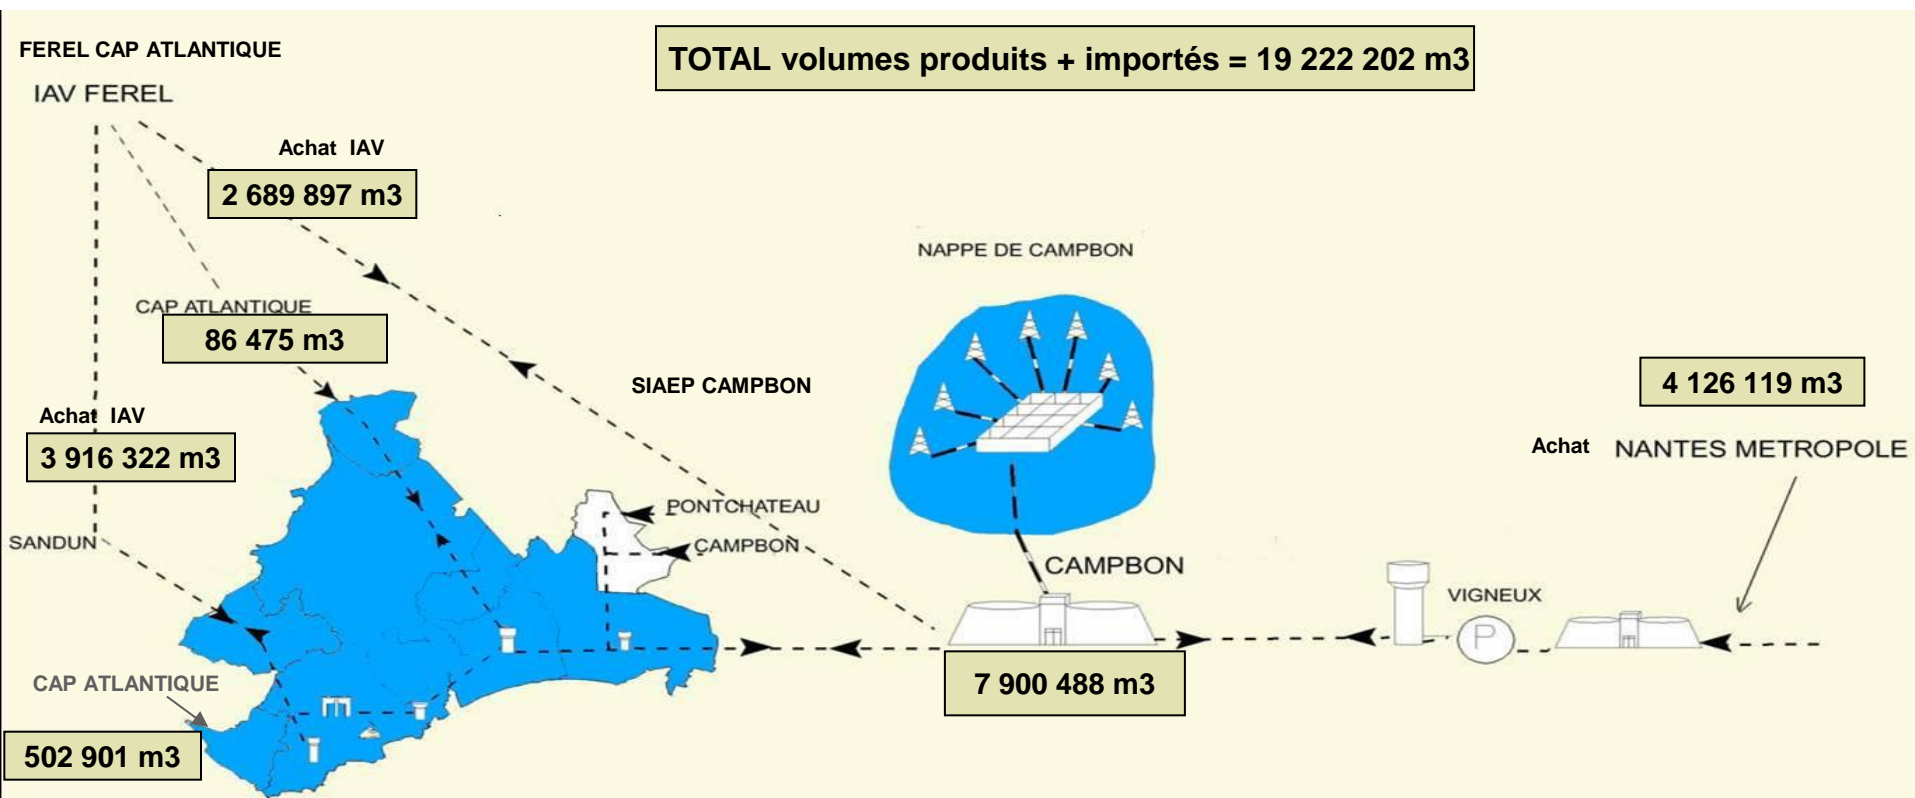 FEREL CAP ATLANTIQUE
TOTAL volumes produits + importés = 19 222 202 m3
IAV FEREL
Achat IAV
2 689 897 m3
NAPPE DE CAMPBON
CAP ATLANTIQUE
86 475 m3
SIAEP CAMPBON
4 126 119 m3
Achat IAV
3 916 322 m3
Achat NANTES METROPOLE
PONTCHATEAU
SANDUN
CAMPBON
CAMPBON
VIGNEUX
P
CAP ATLANTIQUE
7 900 488 m3
502 901 m3